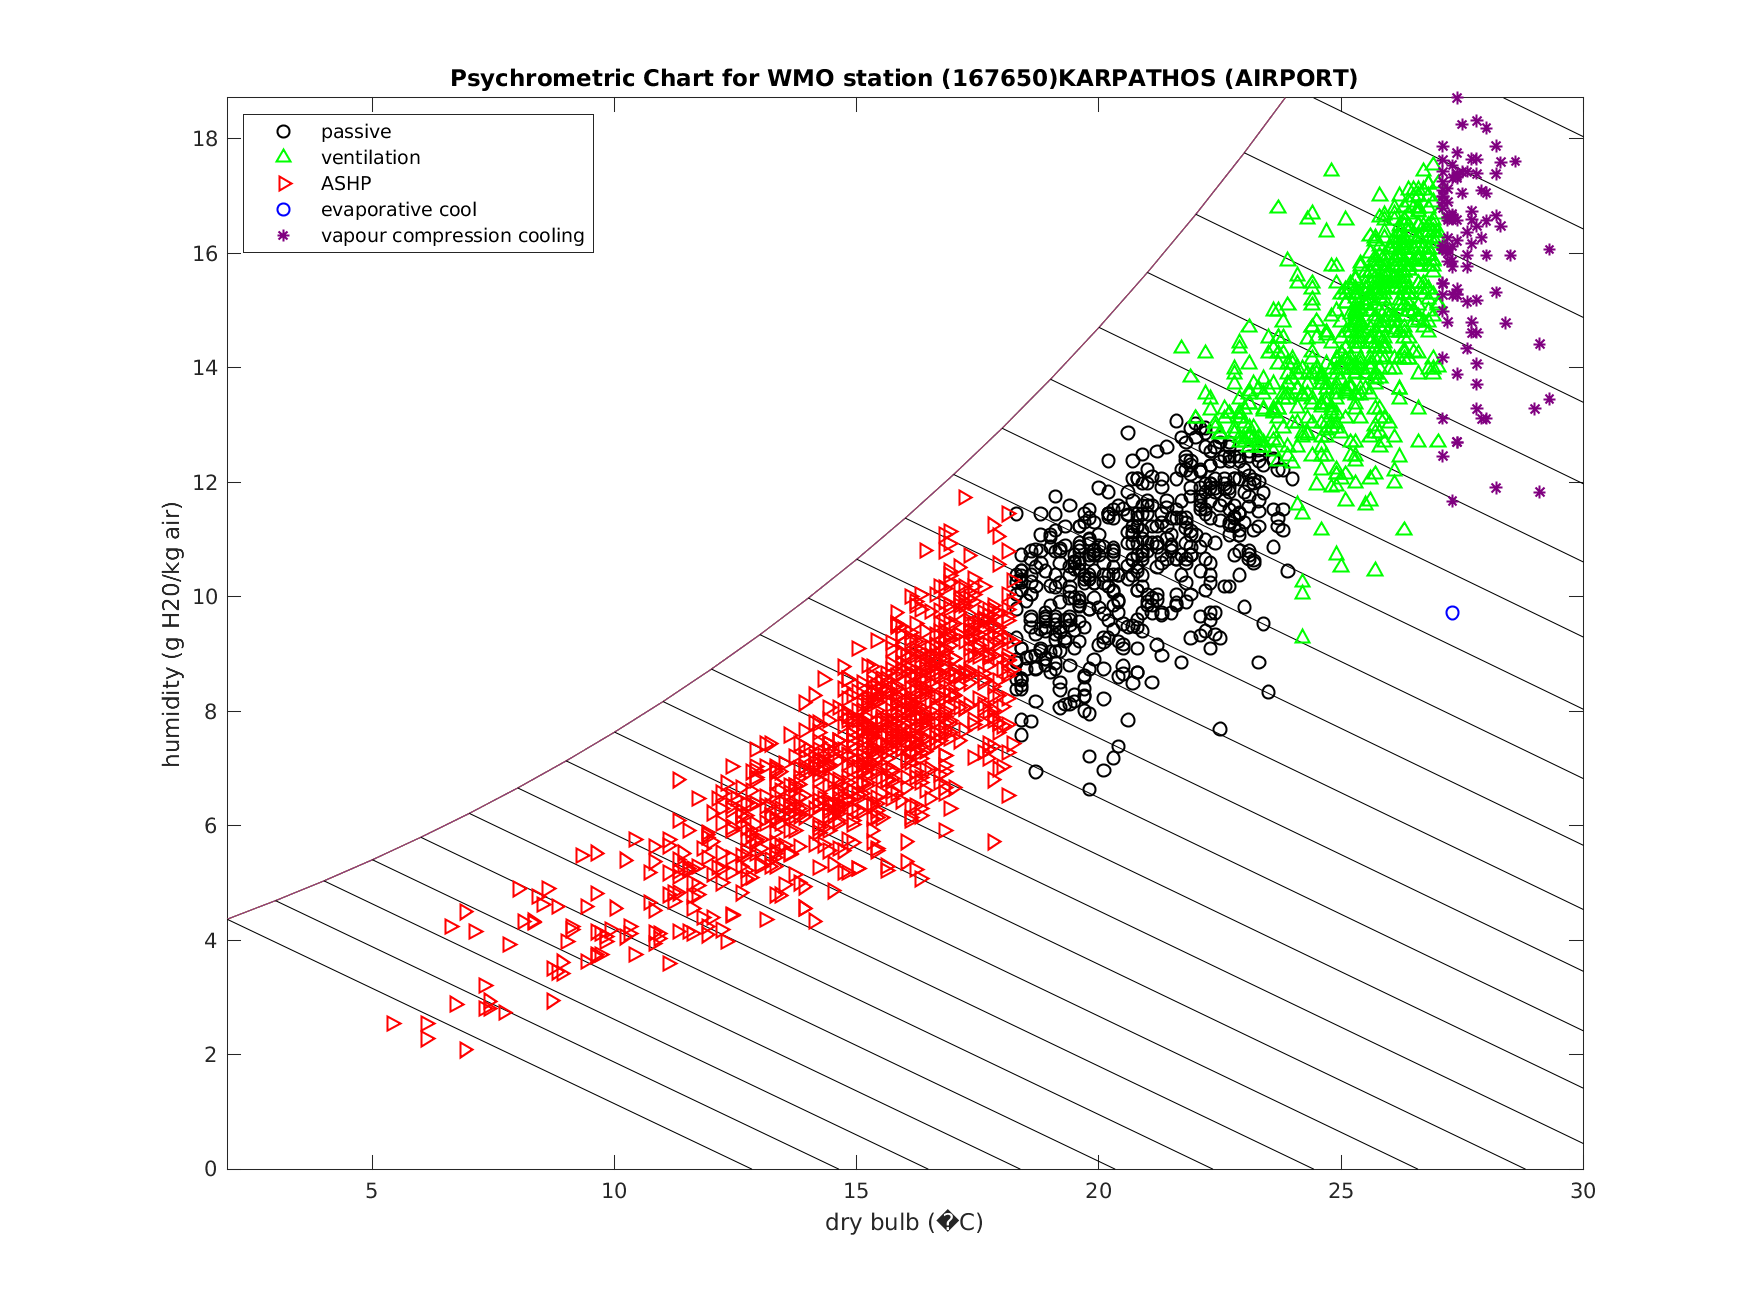 Psychrometric Chart for WMO station (167650)KARPATHOS (AIRPORT)
passive
ventilation
ASHP
evaporative cool
vapour compression cooling
humidity (g H20/kg air)
18
16
14
12
10
8
6
4
2
0
5
10
15
20
25
30
dry bulb (�C)